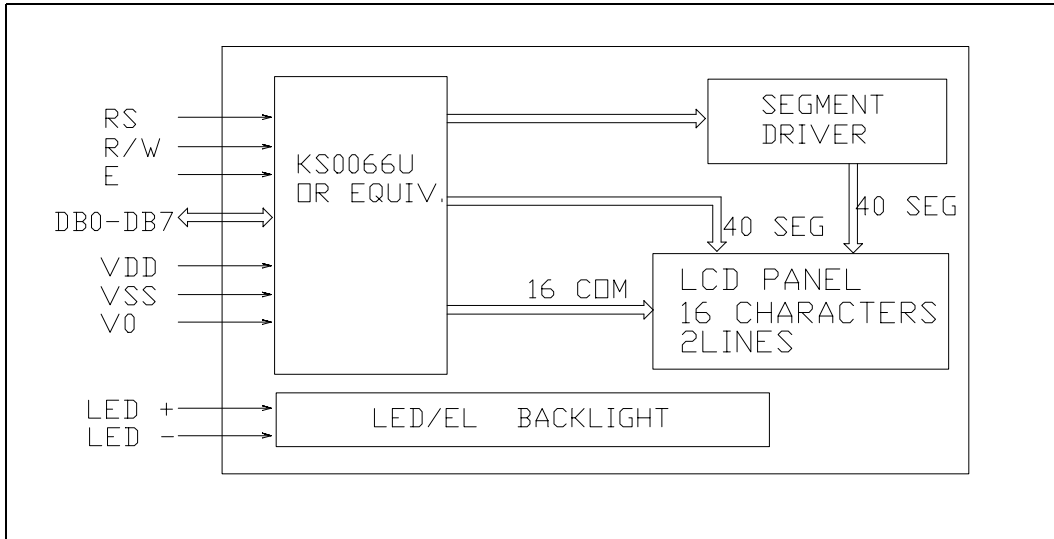 RS
R/W
E
DB0-DB7
VDD
VSS
V0
LED +
LED -
KS0066U
OR EQUIV.
SEGMENT
DRIVER
40 SEG
40 SEG
16 COM
LCD PANEL
16 CHARACTERS
2LINES
LED/EL BACKLIGHT